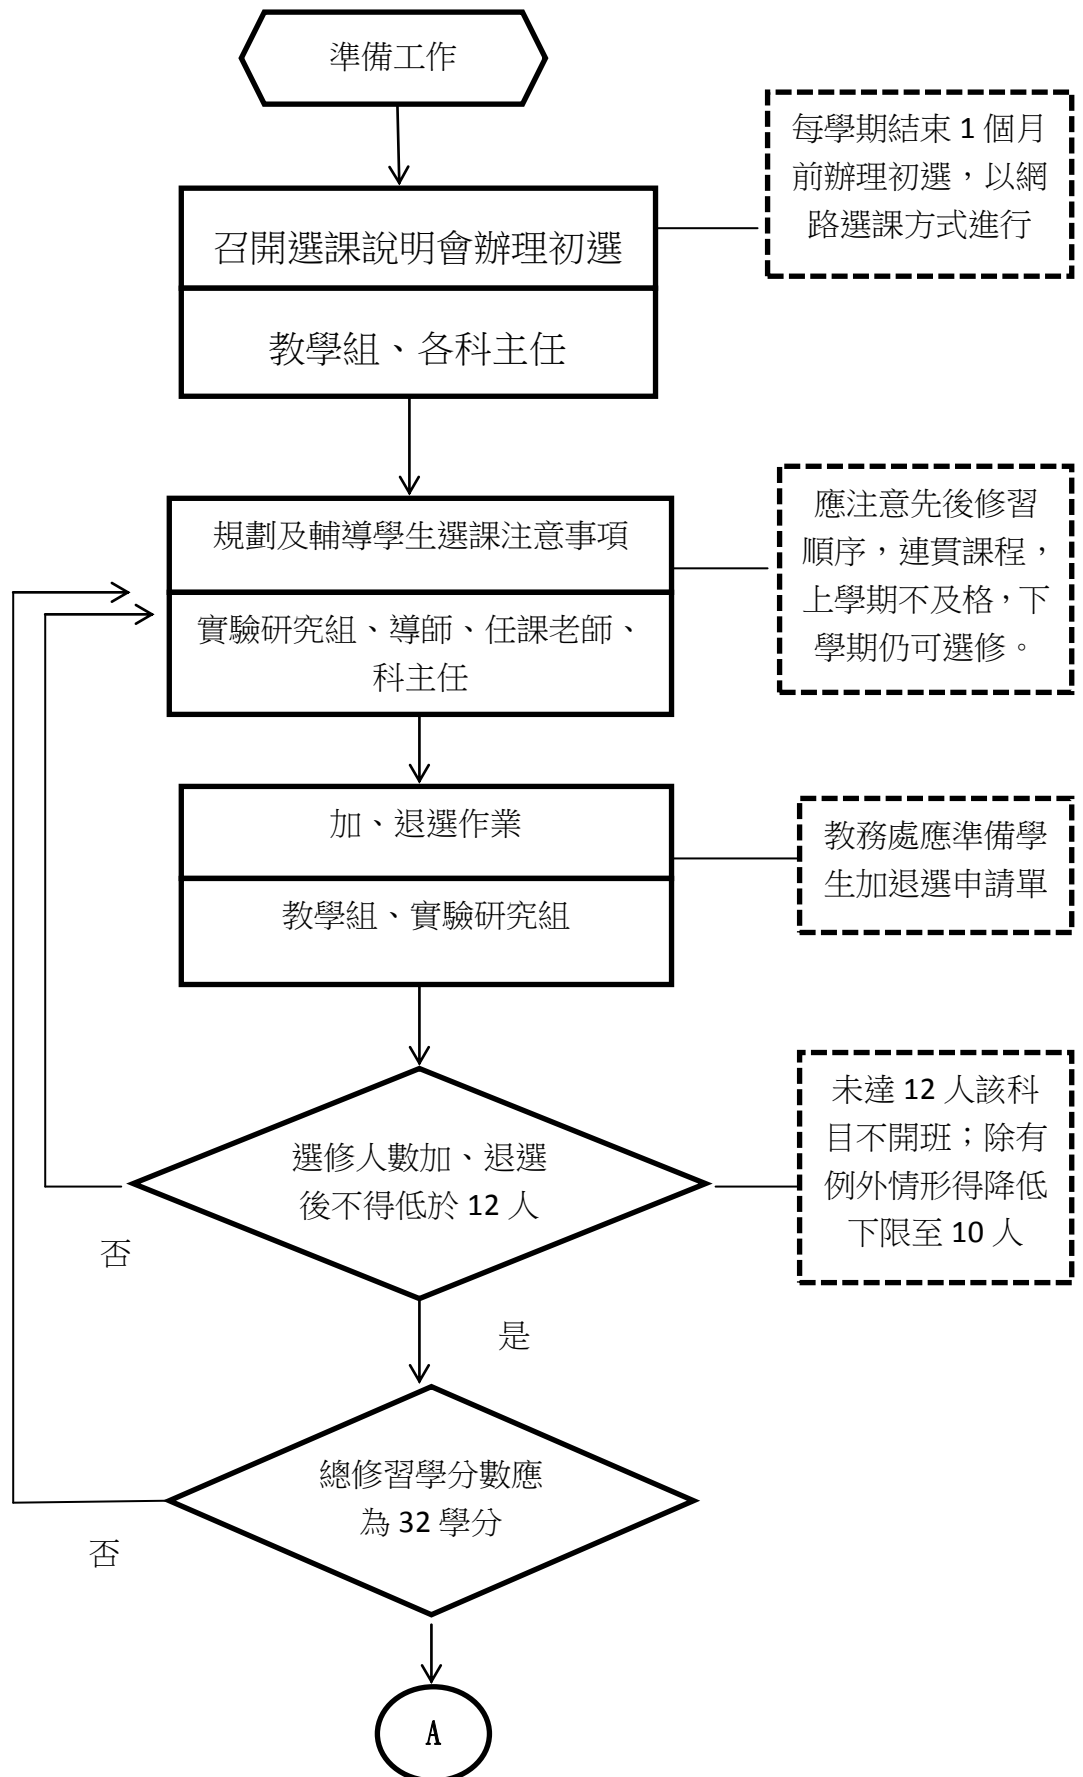 準備工作
每學期結束 1 個月
前辦理初選，以網
路選課方式進行
召開選課說明會辦理初選
教學組、各科主任
應注意先後修習
順序，連貫課程，
上學期不及格，下
學期仍可選修。
規劃及輔導學生選課注意事項
實驗研究組、導師、任課老師、
科主任
加、退選作業
教學組、實驗研究組
教務處應準備學
生加退選申請單
選修人數加、退選
後不得低於 12 人
未達 12 人該科
目不開班；除有
例外情形得降低
下限至 10 人
否
是
總修習學分數應
為 32 學分
否
A